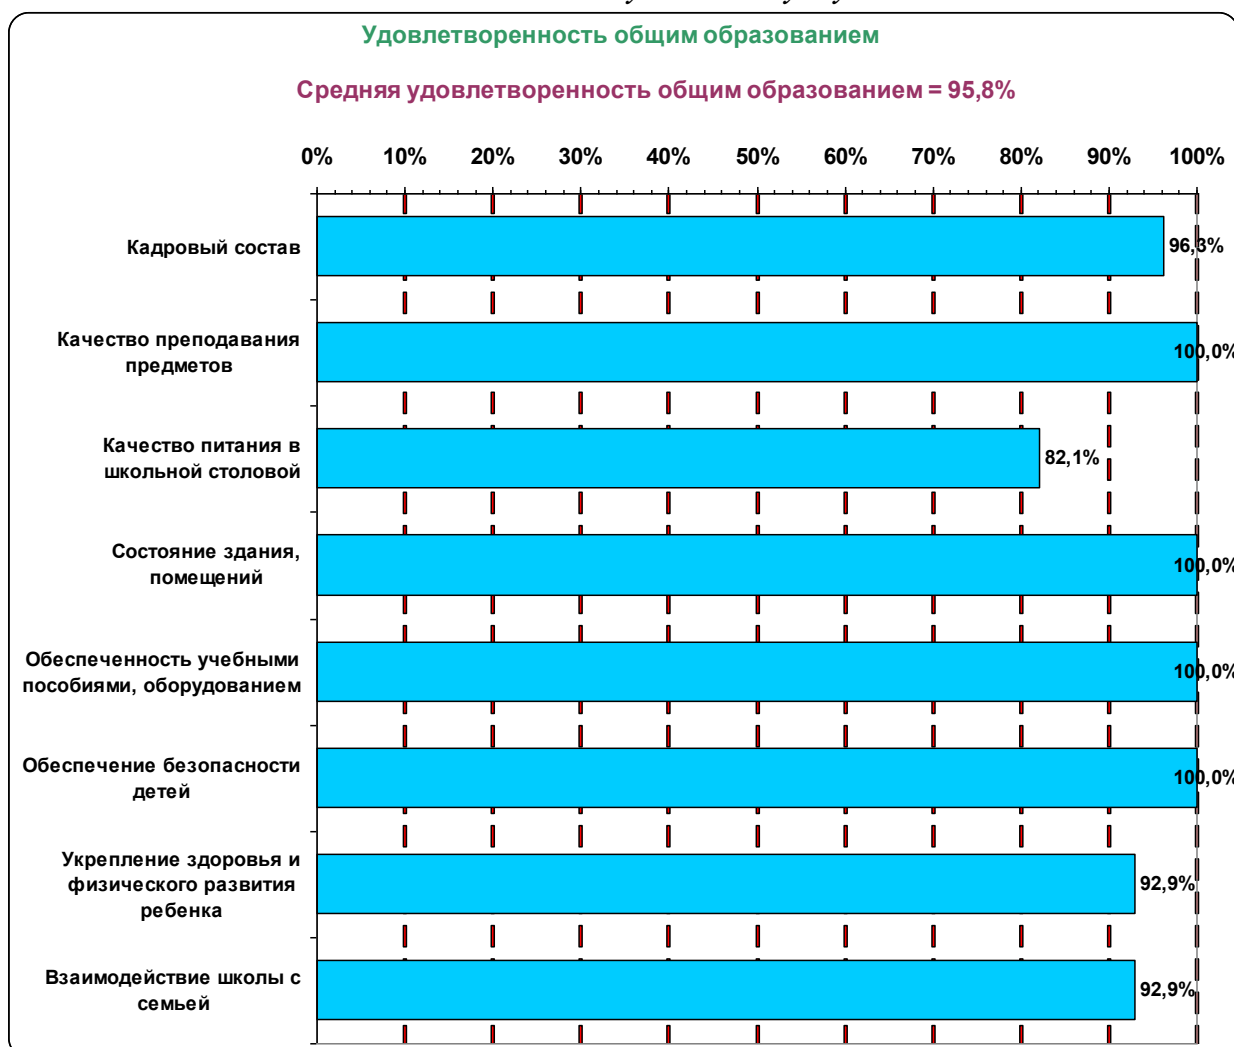 Удовлетворенность общим образованием
Средняя удовлетворенность общим образованием = 95,8%
0% 10% 20% 30% 40% 50% 60% 70% 80% 90% 100%
Кадровый состав
96,3%
Качество преподавания
предметов
100,0%
Качество питания в
школьной столовой
82,1%
Состояние здания,
помещений
100,0%
Обеспеченность учебными
пособиями, оборудованием
100,0%
Обеспечение безопасности
детей
100,0%
Укрепление здоровья и
физического развития
ребенка
92,9%
Взаимодействие школы с
семьей
92,9%